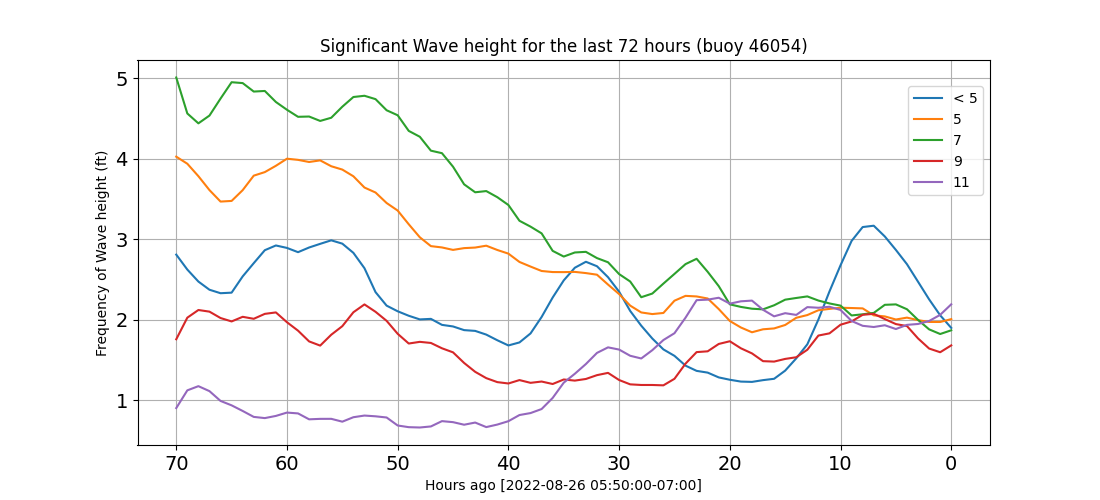 Significant Wave height for the last 72 hours (buoy 46054)
Frequency of Wave height (ft)
5
4
3
2
1
< 5
5
7
9
11
70 60 50 40 30 20 10 0
Hours ago [2022-08-26 05:50:00-07:00]